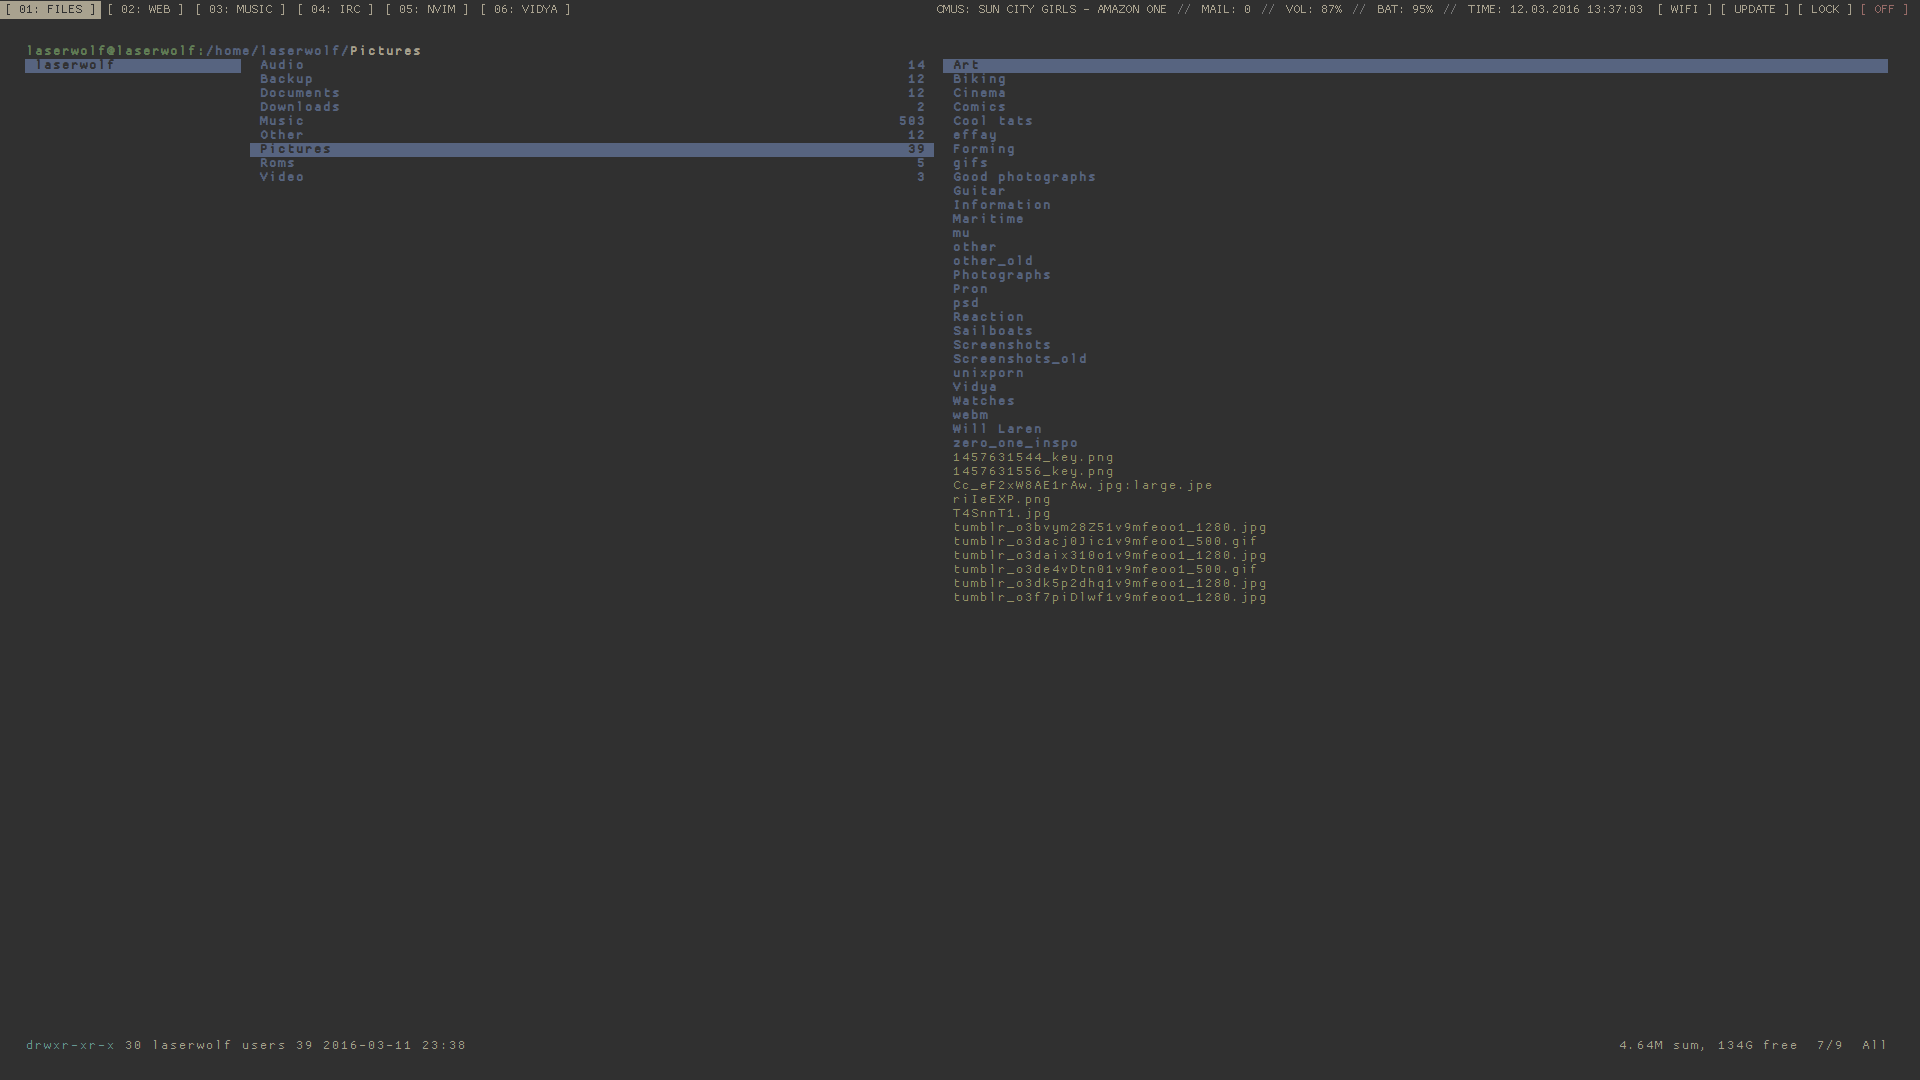 [ 01: FILES ] [ 02: WEB ] [ 03: MUSIC ] [ 04: IRC ] [ 05: NVIM ] [ 06: VIDYA ] CMUS: SUN CITY GIRLS - AMAZON ONE // MAIL: 0 // VOL: 87% // BAT: 95% // TIME: 12.03.2016 13:37:03 [ WIFI ] [ UPDATE ] [ LOCK ] [ OFF ]
laserwolf@laserwolf:/home/laserwolf/Pictures
laserwolf Audio 14 Art
Backup 12 Biking
Documents 12 Cinema
Downloads 2 Comics
Music 503 Cool tats
Other 12 effay
Pictures 39 Forming
Roms 5 gifs
Video 3 Good photographs
Guitar
Information
Maritime
mu
other
other_old
Photographs
Pron
psd
Reaction
Sailboats
Screenshots
Screenshots_old
unixporn
Vidya
Watches
webm
Will Laren
zero_one_inspo
1457631544_key.png
1457631556_key.png
Cc_eF2xW8AE1rAw.jpg:large.jpe
riIeEXP.png
T4SnnT1.jpg
tumblr_o3bvym28Z51v9mfeoo1_1280.jpg
tumblr_o3dacj0Jic1v9mfeoo1_500.gif
tumblr_o3daix310o1v9mfeoo1_1280.jpg
tumblr_o3de4vDtn01v9mfeoo1_500.gif
tumblr_o3dk5p2dhq1v9mfeoo1_1280.jpg
tumblr_o3f7piDlwf1v9mfeoo1_1280.jpg
drwxr-xr-x 30 laserwolf users 39 2016-03-11 23:38 4.64M sum, 134G free 7/9 All